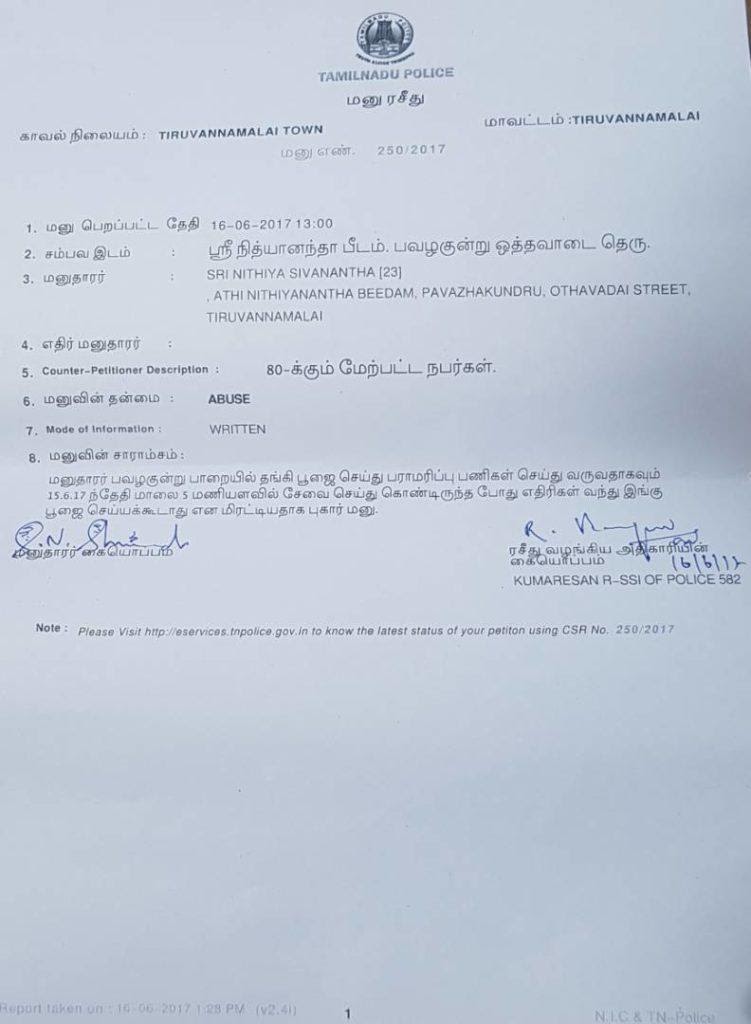 TAMILNADU POLICE
TAMILNADU POLICE
மனு ரசீது
காவல் நிலையம் : TIRUVANNAMALAI TOWN
மாவட்டம் :TIRUVANNAMALAI
மனு எண். 250/2017
1. மனு பெறப்பட்ட தேதி 16-06-2017 13:00
2. சம்பவ இடம் : ஸ்ரீ நித்யானந்தா பீடம். பவழகுன்று ஒத்தவாடை தெரு.
3. மனுதாரர் : SRI NITHIYA SIVANANTHA [23]
, ATHI NITHIYANANTHA BEEDAM, PAVAZHAKUNDRU, OTHAVADAI STREET,
TIRUVANNAMALAI
4. எதிர் மனுதாரர் :
5. Counter-Petitioner Description : 80-க்கும் மேற்பட்ட நபர்கள்.
6. மனுவின் தன்மை : ABUSE
7. Mode of Information : WRITTEN
8. மனுவின் சாராம்சம் :
மனுதாரர் பவழகுன்று பாறையில் தங்கி பூஜை செய்து பராமரிப்பு பணிகள் செய்து வருவதாகவும்
15.6.17 ந்தேதி மாலை 5 மணியளவில் சேவை செய்து கொண்டிருந்த போது எதிரிகள் வந்து இங்கு
பூஜை செய்யக்கூடாது என மிரட்டியதாக புகார் மனு.
மனுதாரர் கையொப்பம்
ரசீது வழங்கிய அதிகாரியின்
கையொப்பம் 16/6/17
KUMARESAN R-SSI OF POLICE 582
Note : Please Visit http://eservices.tnpolice.gov.in to know the latest status of your petiton using CSR No. 250/2017
Report taken on : 16-06-2017 1:28 PM (v2.4i)
1
N.I.C & TN-Police